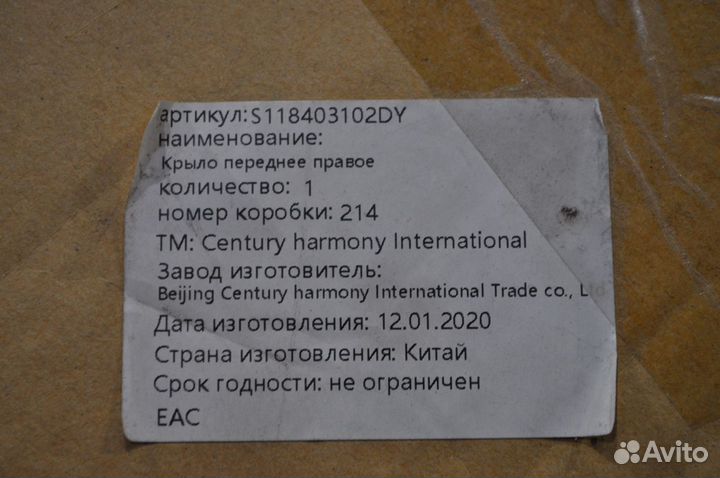 артикул:S118403102DY
наименование:
Крыло переднее правое
количество: 1
номер коробки: 214
TM: Century harmony International
Завод изготовитель:
Beijing Century harmony International Trade co., Ltd
Дата изготовления: 12.01.2020
Страна изготовления: Китай
Срок годности: не ограничен
EAC
Avito